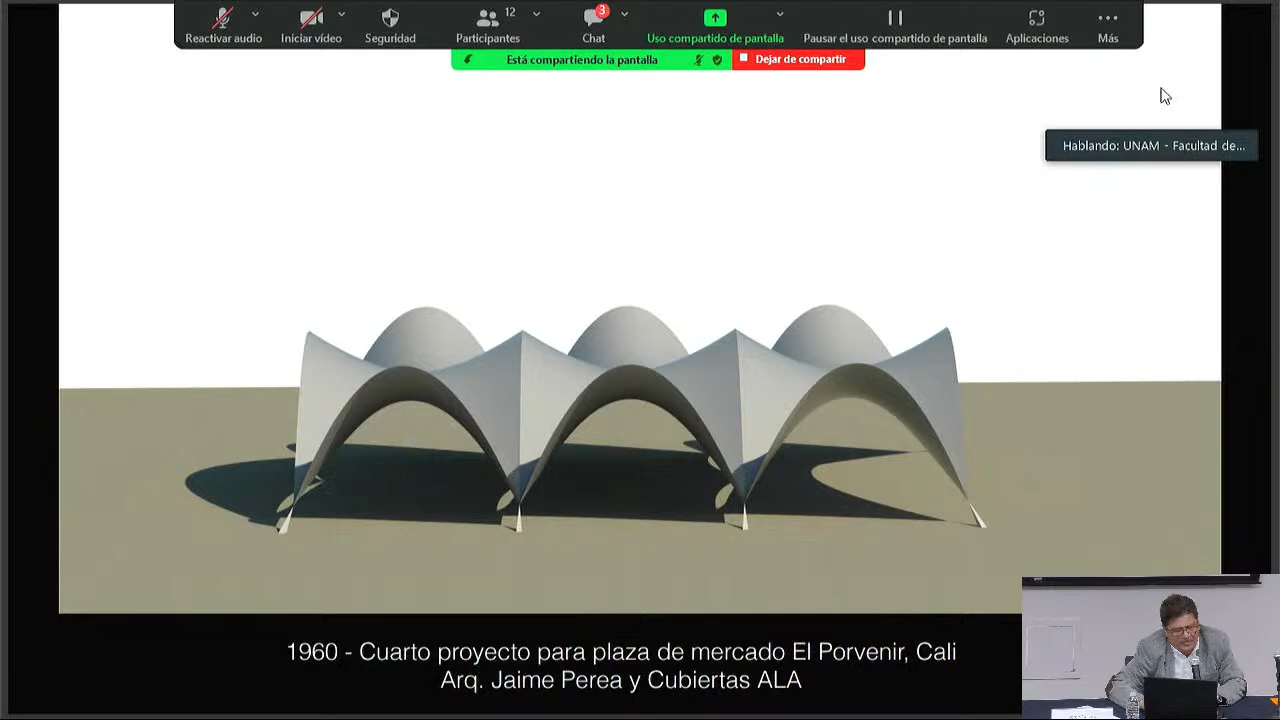 Reactivar audio
Iniciar vídeo
Seguridad
12
Participantes
3
Chat
Uso compartido de pantalla
Pausar el uso compartido de pantalla
Aplicaciones
Más
Está compartiendo la pantalla
Dejar de compartir
Hablando: UNAM - Facultad de...
1960 - Cuarto proyecto para plaza de mercado El Porvenir, Cali
Arq. Jaime Perea y Cubiertas ALA